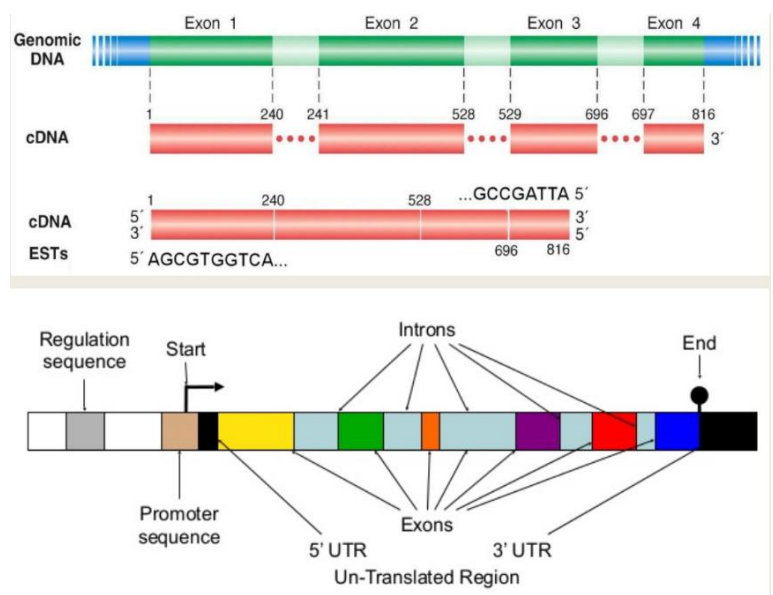 Exon 1 Exon 2 Exon 3 Exon 4
Genomic
DNA
1 240 241 528 529 696 697 816
cDNA 3´
...GCCGATTA 5´
1 240 528
5´ 3´
cDNA
3´ 5´
696 816
ESTs
5´ AGCGTGGTCA...
Introns
Regulation
sequence
Start
End
Promoter
sequence
Exons
5’ UTR 3’ UTR
Un-Translated Region